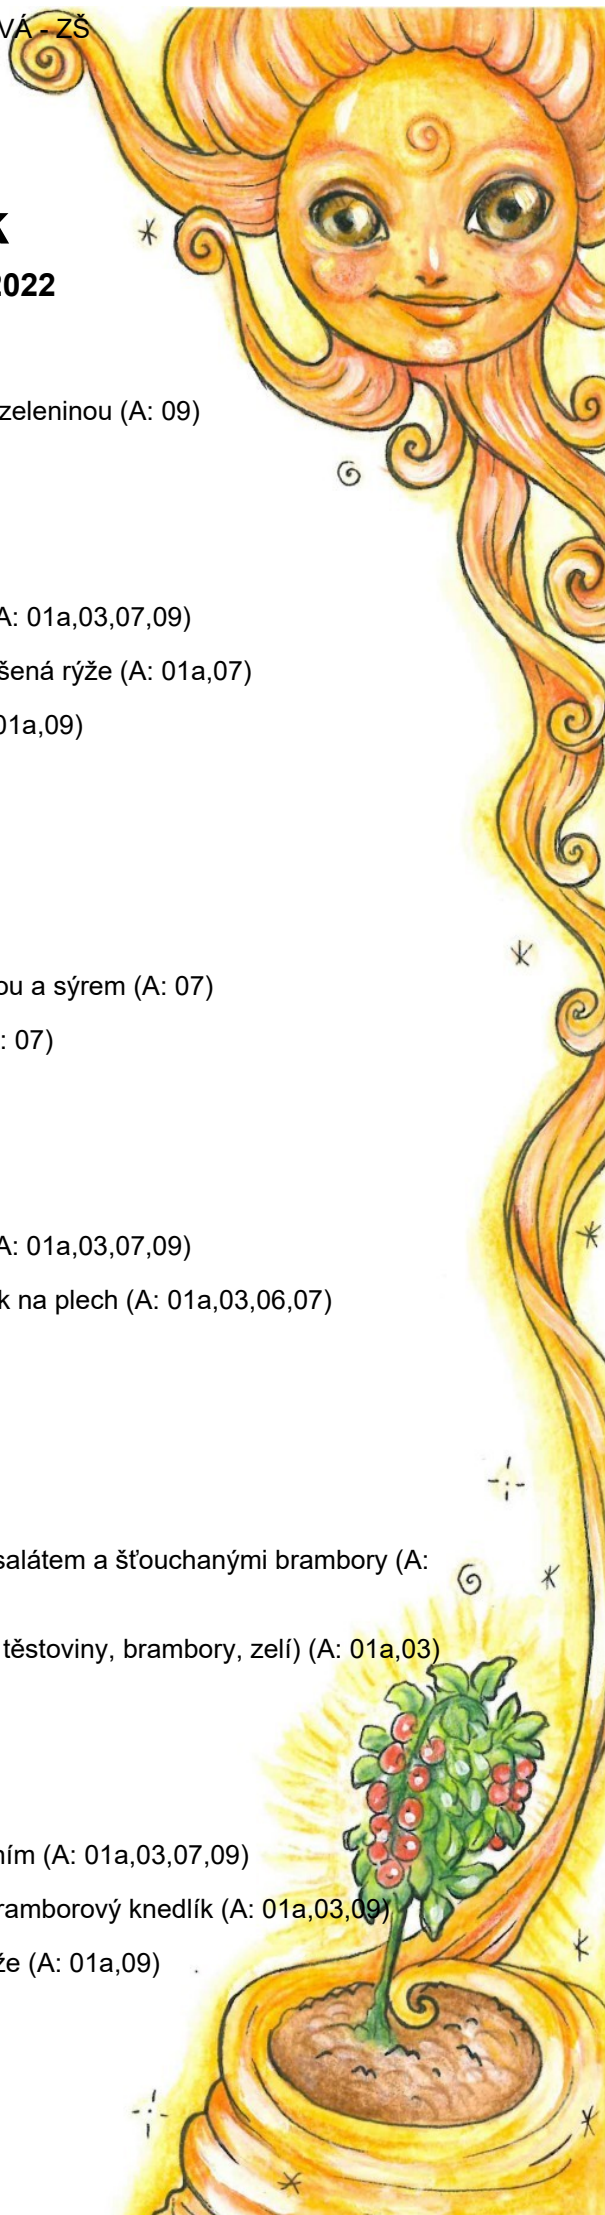 VÁ - ZŠ
k
2022
zeleninou (A: 09)
A: 01a,03,07,09)
šená rýže (A: 01a,07)
01a,09)
ou a sýrem (A: 07)
: 07)
A: 01a,03,07,09)
k na plech (A: 01a,03,06,07)
salátem a šťouchanými brambory (A:
těstoviny, brambory, zelí) (A: 01a,03)
ním (A: 01a,03,07,09)
ramborový knedlík (A: 01a,03,09)
že (A: 01a,09)